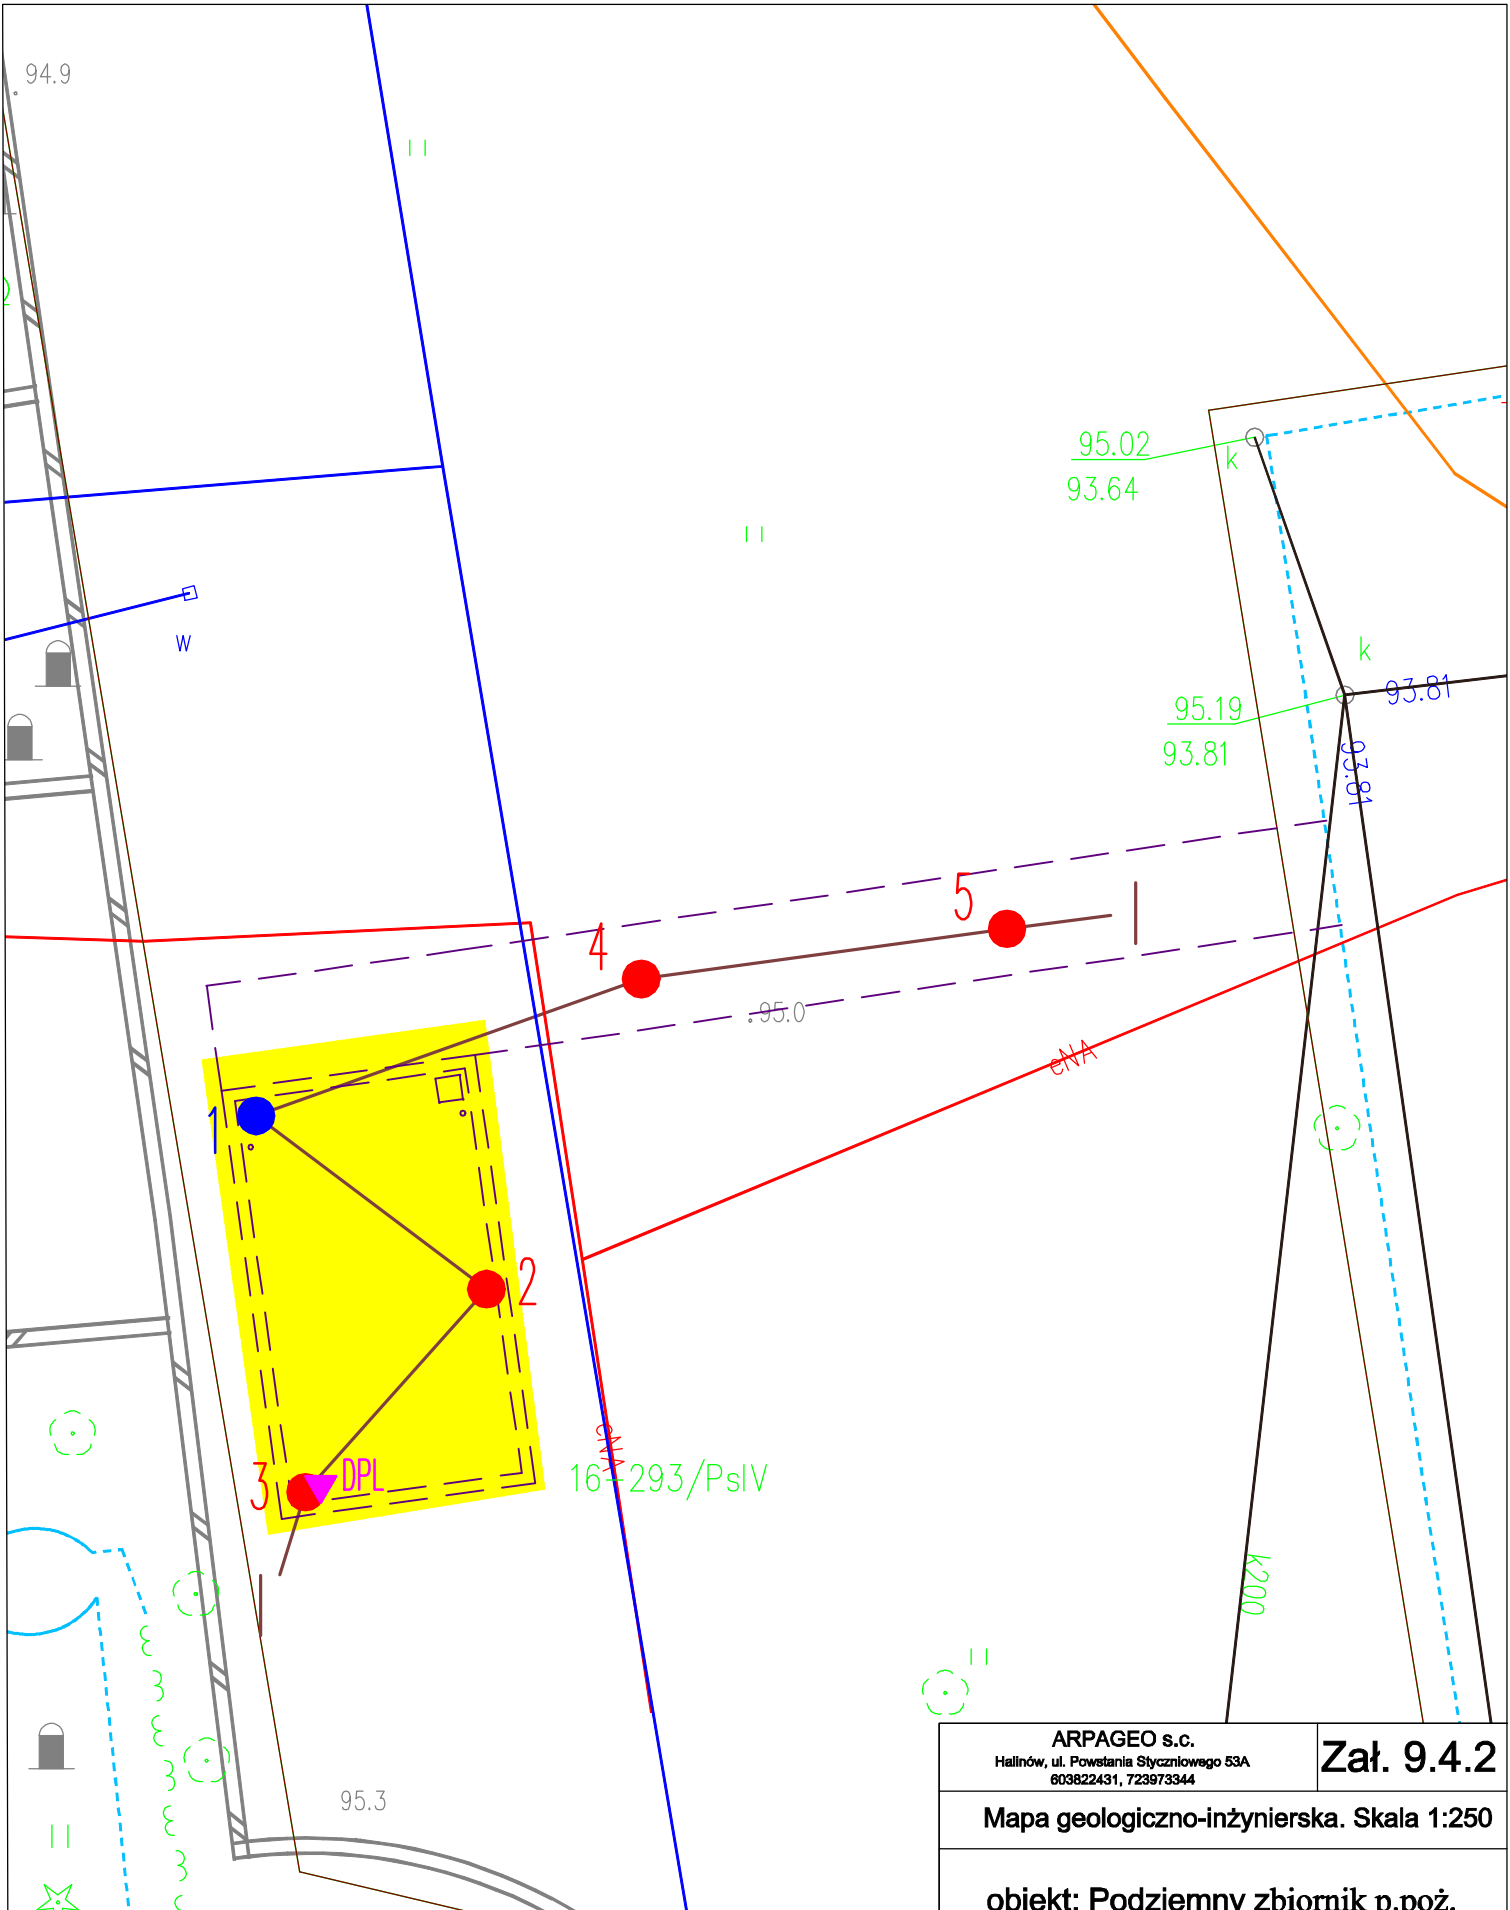 94.9
95.02
k
93.64
k
w
93.81
95.19
93.81
93.81
5
4
95.0
eNA
1
2
eNA
DPL
3
16-293/PsIV
k200
ARPAGEO s.c.
Halinów, ul. Powstania Styczniowego 53A
603822431, 723973344
Zał. 9.4.2
95.3
Mapa geologiczno-inżynierska. Skala 1:250
obiekt: Podziemny zbiornik p.poż.